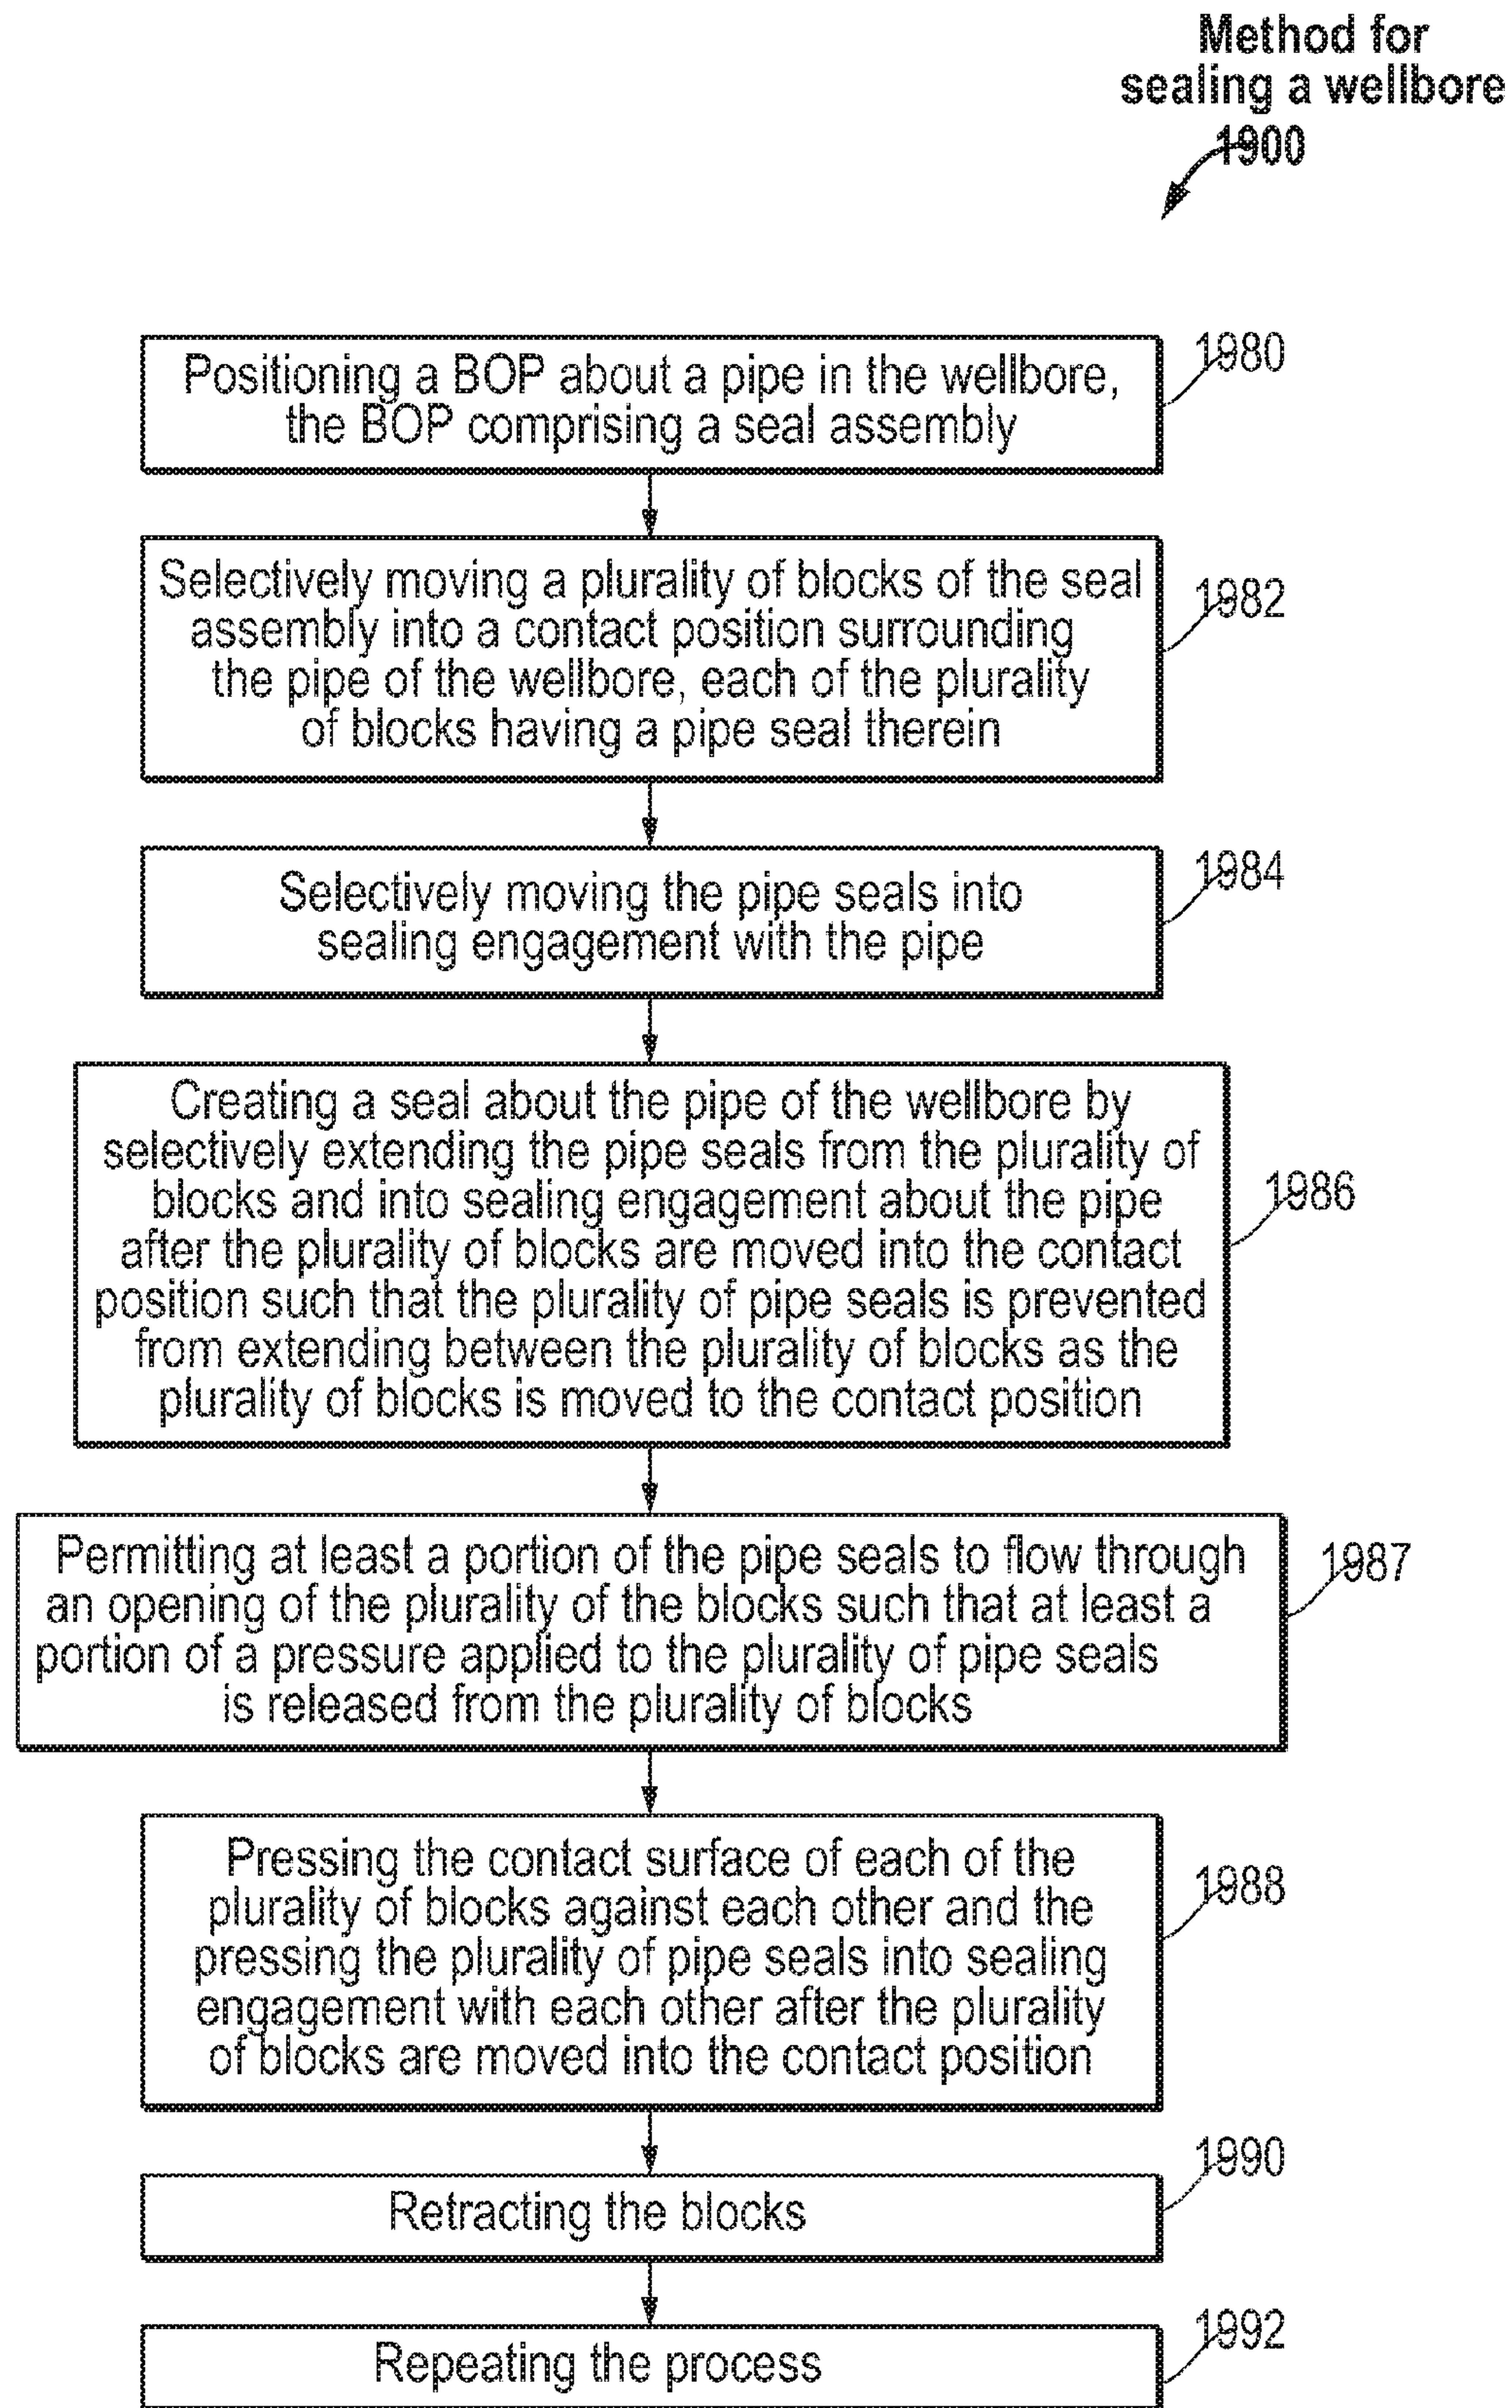 Method for
sealing a wellbore
1900
1980
Positioning a BOP about a pipe in the wellbore,
the BOP comprising a seal assembly
1982
Selectively moving a plurality of blocks of the seal
assembly into a contact position surrounding
the pipe of the wellbore, each of the plurality
of blocks having a pipe seal therein
1984
Selectively moving the pipe seals into
sealing engagement with the pipe
1986
Creating a seal about the pipe of the wellbore by
selectively extending the pipe seals from the plurality of
blocks and into sealing engagement about the pipe
after the plurality of blocks are moved into the contact
position such that the plurality of pipe seals is prevented
from extending between the plurality of blocks as the
plurality of blocks is moved to the contact position
1987
Permitting at least a portion of the pipe seals to flow through
an opening of the plurality of the blocks such that at least a
portion of a pressure applied to the plurality of pipe seals
is released from the plurality of blocks
1988
Pressing the contact surface of each of the
plurality of blocks against each other and the
pressing the plurality of pipe seals into sealing
engagement with each other after the plurality
of blocks are moved into the contact position
1990
Retracting the blocks
1992
Repeating the process